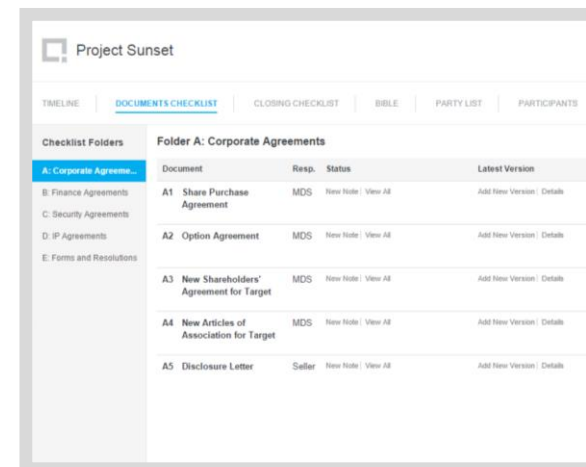 Project Sunset
TIMELINE DOCUMENTS CHECKLIST CLOSING CHECKLIST BIBLE PARTY LIST PARTICIPANTS
Checklist Folders
A: Corporate Agreeme...
B: Finance Agreements
C: Security Agreements
D: IP Agreements
E: Forms and Resolutions
Folder A: Corporate Agreements
Document Resp. Status Latest Version
A1 Share Purchase MDS New Note | View All Add New Version | Details
Agreement
A2 Option Agreement MDS New Note | View All Add New Version | Details
A3 New Shareholders' MDS New Note | View All Add New Version | Details
Agreement for Target
A4 New Articles of MDS New Note | View All Add New Version | Details
Association for Target
A5 Disclosure Letter Seller New Note | View All Add New Version | Details